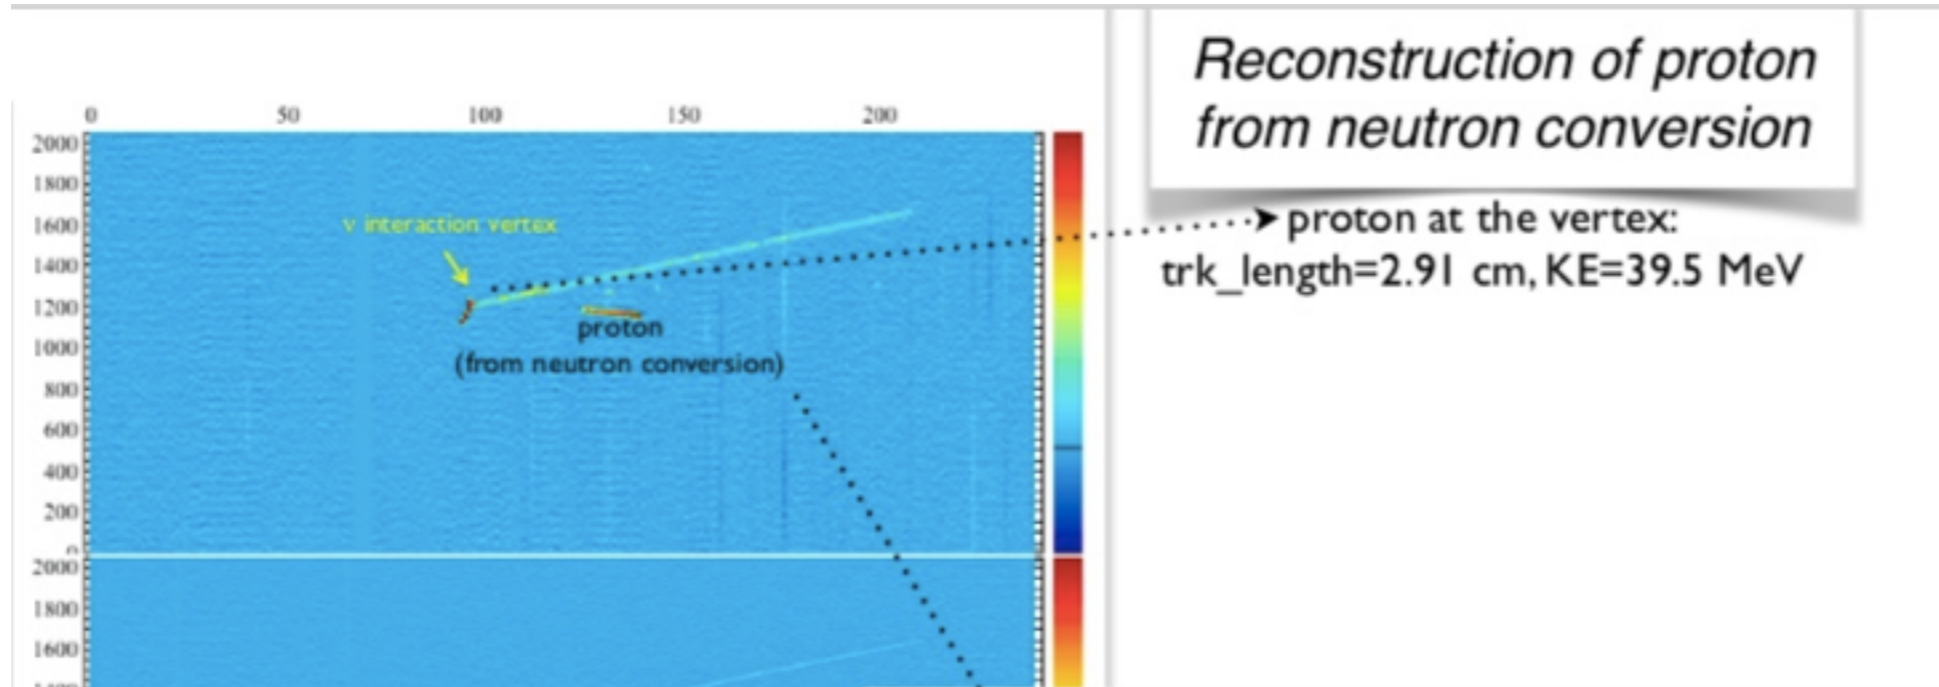 Reconstruction of proton
from neutron conversion
0 50 100 150 200
2000
1800
1600
1400
1200
1000
800
600
400
200
0
ν interaction vertex
proton
(from neutron conversion)
proton at the vertex:
trk_length=2.91 cm, KE=39.5 MeV
2000
1800
1600
1400